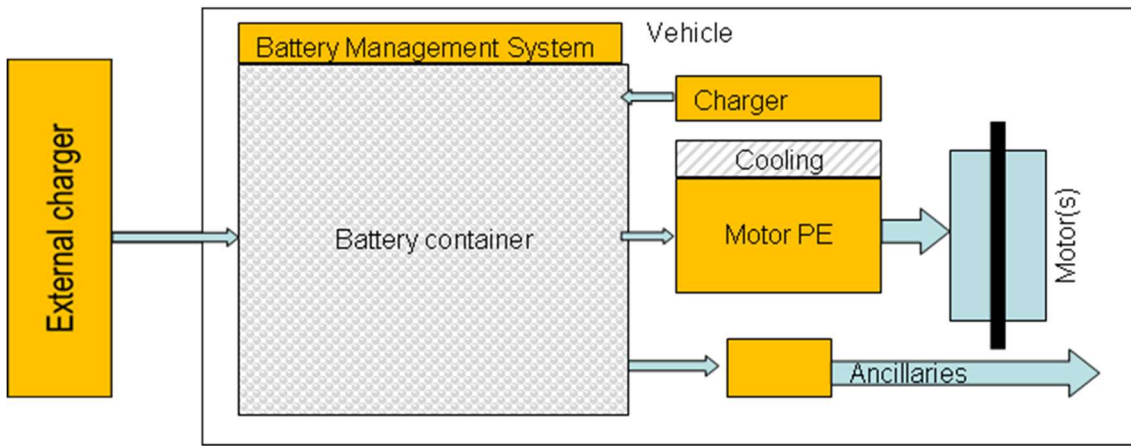 Vehicle
Battery Management System
Charger
Cooling
External charger
Battery container
Motor PE
Motor(s)
Ancillaries